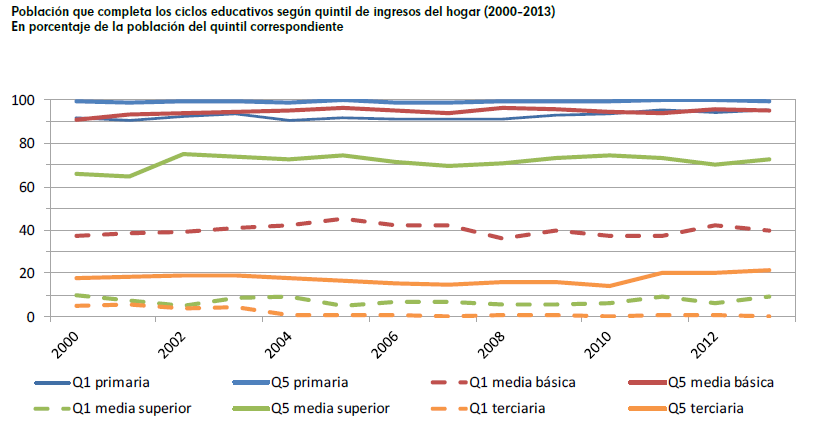 Población que completa los ciclos educativos según quintil de ingresos del hogar (2000-2013)
En porcentaje de la población del quintil correspondiente
100
80
60
40
20
0
2000 2002 2004 2006 2008 2010 2012
Q1 primaria Q5 primaria Q1 media básica Q5 media básica
Q1 media superior Q5 media superior Q1 terciaria Q5 terciaria